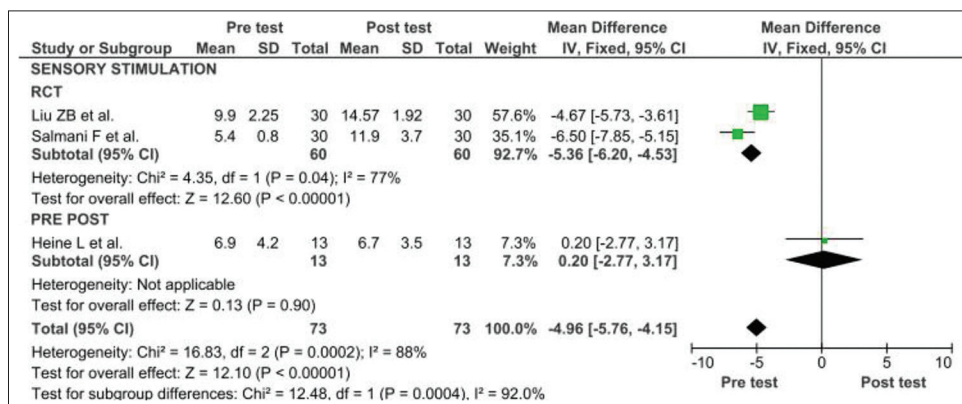 Pre test Post test Mean Difference Mean Difference
Study or Subgroup Mean SD Total Mean SD Total Weight IV, Fixed, 95% CI IV, Fixed, 95% CI
SENSORY STIMULATION
RCT
Liu ZB et al. 9.9 2.25 30 14.57 1.92 30 57.6% -4.67 [-5.73, -3.61]
Salmani F et al. 5.4 0.8 30 11.9 3.7 30 35.1% -6.50 [-7.85, -5.15]
Subtotal (95% CI) 60 60 92.7% -5.36 [-6.20, -4.53]
Heterogeneity: Chi² = 4.35, df = 1 (P = 0.04); I² = 77%
Test for overall effect: Z = 12.60 (P < 0.00001)
PRE POST
Heine L et al. 6.9 4.2 13 6.7 3.5 13 7.3% 0.20 [-2.77, 3.17]
Subtotal (95% CI) 13 13 7.3% 0.20 [-2.77, 3.17]
Heterogeneity: Not applicable
Test for overall effect: Z = 0.13 (P = 0.90)
Total (95% CI) 73 73 100.0% -4.96 [-5.76, -4.15]
Heterogeneity: Chi² = 16.83, df = 2 (P = 0.0002); I² = 88%
Test for overall effect: Z = 12.10 (P < 0.00001)
Test for subgroup differences: Chi² = 12.48, df = 1 (P = 0.0004), I² = 92.0%
-10 -5 0 5 10
Pre test Post test